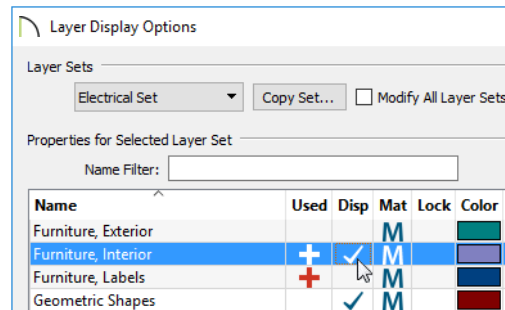 Layer Display Options
Layer Sets
Electrical Set Copy Set... Modify All Layer Sets
Properties for Selected Layer Set
Name Filter:
Name Used Disp Mat Lock Color
Furniture, Exterior M
Furniture, Interior M
Furniture, Labels M
Geometric Shapes M